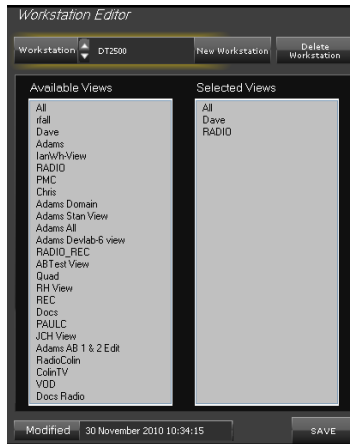 Workstation Editor
Workstation DT2500 New Workstation Delete Workstation
Available Views
All
rfall
Dave
Adams
IanWh-View
RADIO
PMC
Chris
Adams Domain
Adams Stan View
Adams All
Adams Devlab-6 view
RADIO_REC
ABTest View
Quad
RH View
REC
Docs
PAULC
JCH View
Adams AB 1 & 2 Edit
RadioColin
ColinTV
VOD
Docs Radio
Selected Views
All
Dave
RADIO
Modified 30 November 2010 10:34:15 SAVE